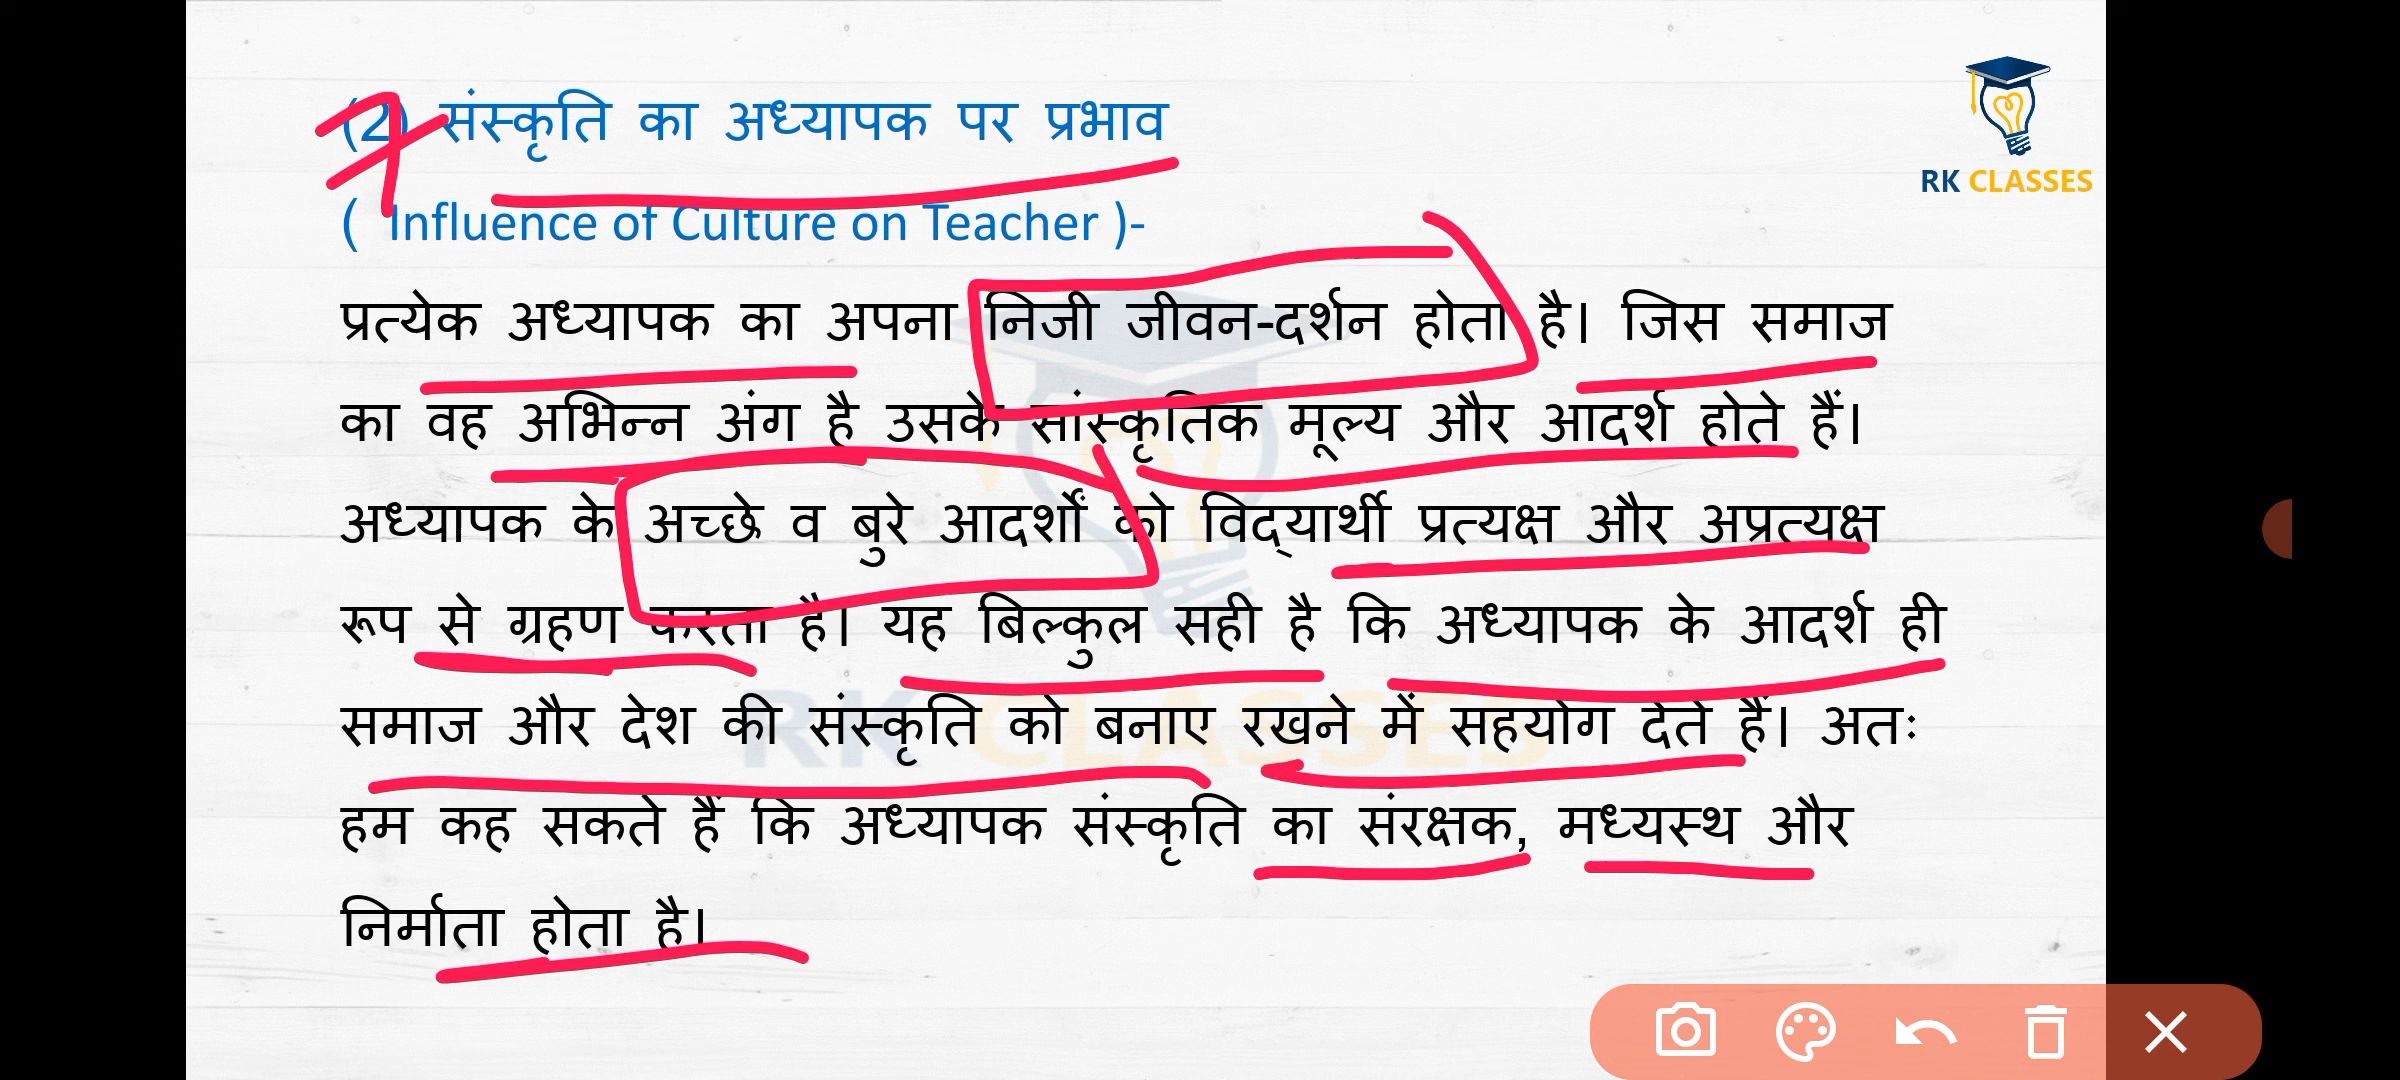 (2) संस्कृति का अध्यापक पर प्रभाव
( Influence of Culture on Teacher )-
प्रत्येक अध्यापक का अपना निजी जीवन-दर्शन होता है। जिस समाज
का वह अभिन्न अंग है उसके सांस्कृतिक मूल्य और आदर्श होते हैं।
अध्यापक के अच्छे व बुरे आदर्शों को विद्‌यार्थी प्रत्यक्ष और अप्रत्यक्ष
रूप से ग्रहण करता है। यह बिल्कुल सही है कि अध्यापक के आदर्श ही
समाज और देश की संस्कृति को बनाए रखने में सहयोग देते हैं। अतः
हम कह सकते हैं कि अध्यापक संस्कृति का संरक्षक, मध्यस्थ और
निर्माता होता है।
RK CLASSES
RK CLASSES